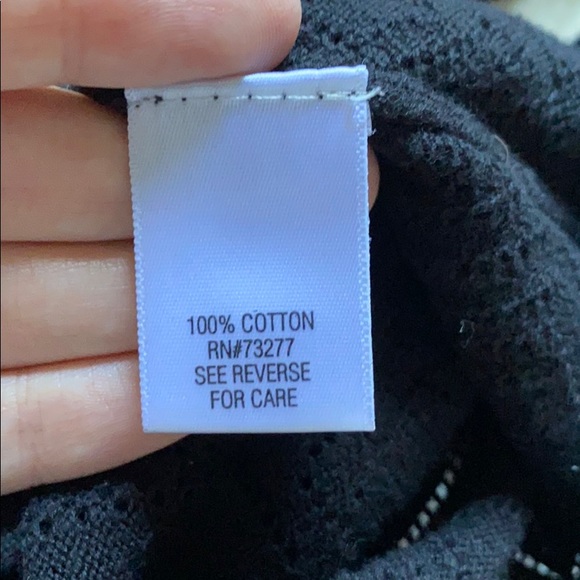 100% COTTON
RN#73277
SEE REVERSE
FOR CARE